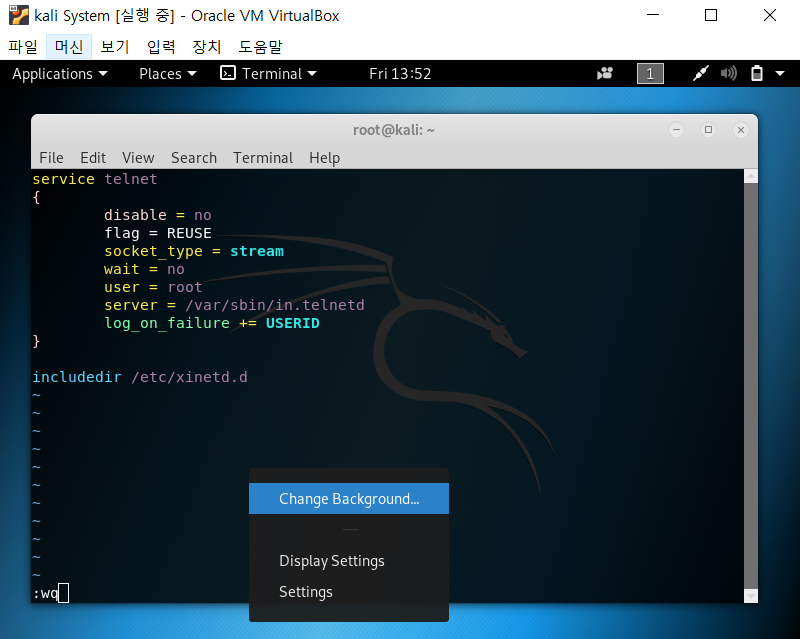 kali System [실행 중] - Oracle VM VirtualBox
파일 머신 보기 입력 장치 도움말
Applications Places Terminal Fri 13:52 1
root@kali: ~
File Edit View Search Terminal Help
service telnet
{
disable = no
flag = REUSE
socket_type = stream
wait = no
user = root
server = /var/sbin/in.telnetd
log_on_failure += USERID
}
includedir /etc/xinetd.d
~
~
~
~
~
~
~
~
~
~
~
Change Background...
Display Settings
Settings
:wq